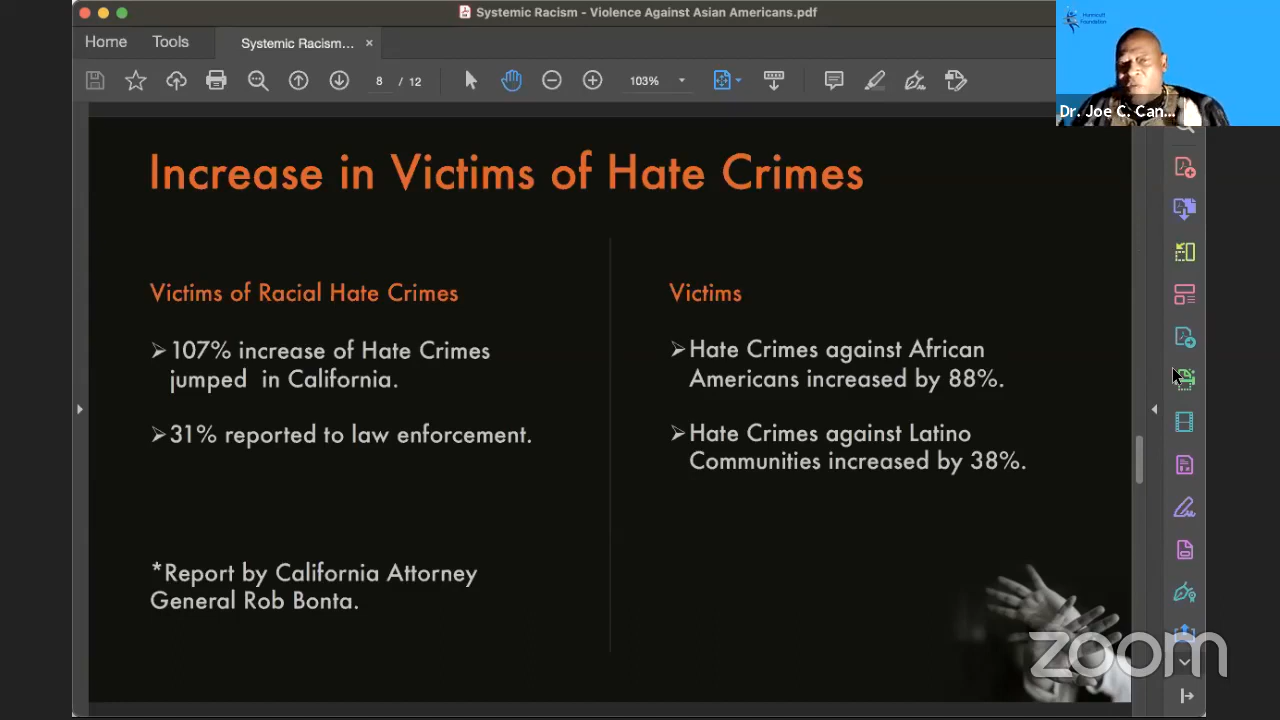 Systemic Racism - Violence Against Asian Americans.pdf
Home
Tools
Systemic Racism...
8 / 12
103%
Dr. Joe C. Can...
Increase in Victims of Hate Crimes
Victims of Racial Hate Crimes
107% increase of Hate Crimes
jumped in California.
31% reported to law enforcement.
*Report by California Attorney
General Rob Bonta.
Victims
Hate Crimes against African
Americans increased by 88%.
Hate Crimes against Latino
Communities increased by 38%.
zoom